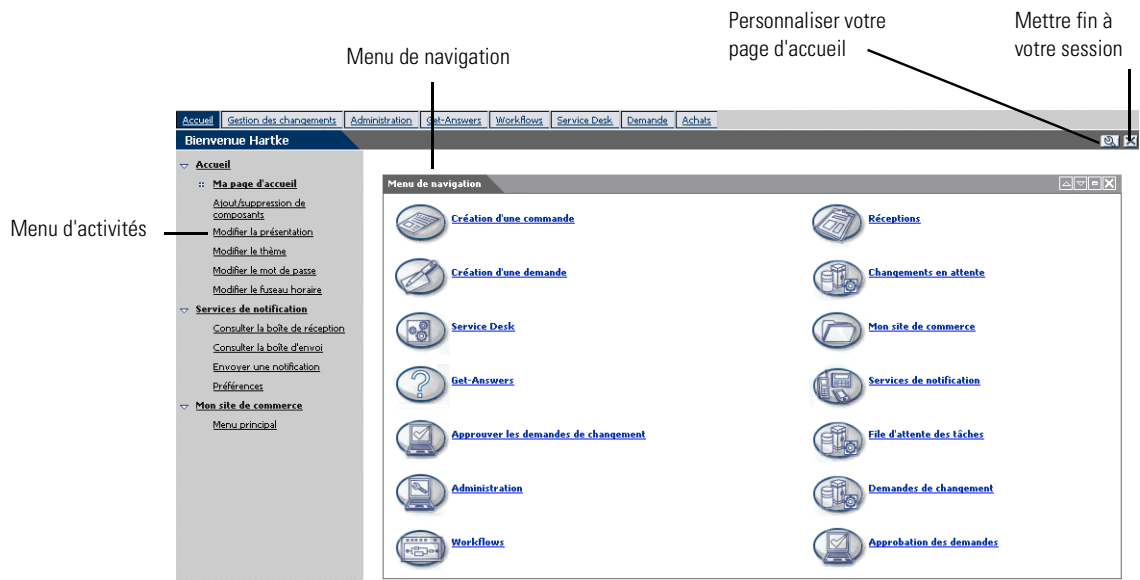 Personnaliser votre
page d'accueil
Mettre fin à
votre session
Menu de navigation
Accueil Gestion des changements Administration Get-Answers Workflows Service Desk Demande Achats
Bienvenue Hartke
Accueil
Ma page d'accueil
Ajout/suppression de
composants
Modifier la présentation
Modifier le thème
Modifier le mot de passe
Modifier le fuseau horaire
Services de notification
Consulter la boîte de réception
Consulter la boîte d'envoi
Envoyer une notification
Préférences
Mon site de commerce
Menu principal
Menu d'activités
Menu de navigation
Création d'une commande
Réceptions
Création d'une demande
Changements en attente
Service Desk
Mon site de commerce
Get-Answers
Services de notification
Approuver les demandes de changement
File d'attente des tâches
Administration
Demandes de changement
Workflows
Approbation des demandes